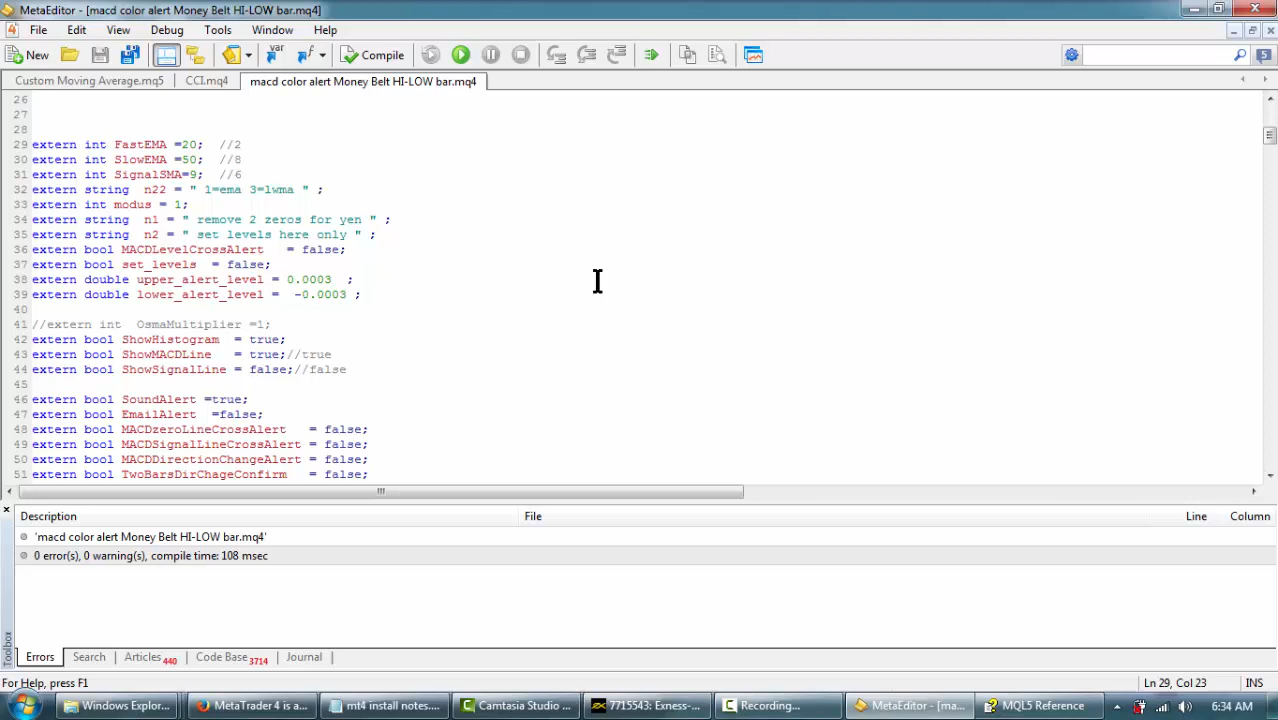 MetaEditor - [macd color alert Money Belt HI-LOW bar.mq4]
File Edit View Debug Tools Window Help
New var Compile 5
Custom Moving Average.mq5 CCI.mq4 macd color alert Money Belt HI-LOW bar.mq4
26
27
28
29 extern int FastEMA =20; //2
30 extern int SlowEMA =50; //8
31 extern int SignalSMA=9; //6
32 extern string n22 = " 1=ema 3=lwma " ;
33 extern int modus = 1;
34 extern string n1 = " remove 2 zeros for yen " ;
35 extern string n2 = " set levels here only " ;
36 extern bool MACDLevelCrossAlert = false;
37 extern bool set_levels = false;
38 extern double upper_alert_level = 0.0003 ;
39 extern double lower_alert_level = -0.0003 ;
40
41 //extern int OsmaMultiplier =1;
42 extern bool ShowHistogram = true;
43 extern bool ShowMACDLine = true;//true
44 extern bool ShowSignalLine = false;//false
45
46 extern bool SoundAlert =true;
47 extern bool EmailAlert =false;
48 extern bool MACDzeroLineCrossAlert = false;
49 extern bool MACDSignalLineCrossAlert = false;
50 extern bool MACDDirectionChangeAlert = false;
51 extern bool TwoBarsDirChageConfirm = false;
Description File Line Column
'macd color alert Money Belt HI-LOW bar.mq4'
0 error(s), 0 warning(s), compile time: 108 msec
Toolbox
Errors Search Articles 440 Code Base 3714 Journal
For Help, press F1 Ln 29, Col 23 INS
Windows Explor... MetaTrader 4 is a... mt4 install notes.... Camtasia Studio ... 7715543: Exness-... Recording... MetaEditor - [ma... MQL5 Reference 6:34 AM